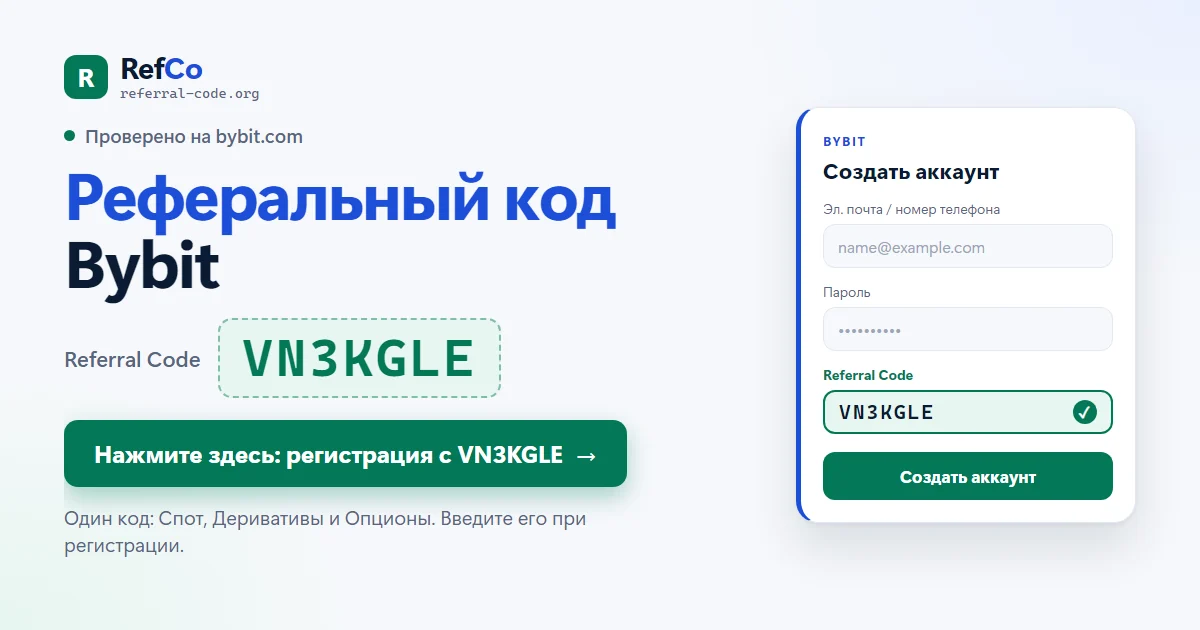 R
RefCo
referral-code.org
Проверено на bybit.com
Реферальный код
Bybit
Referral Code
VN3KGLE
Нажмите здесь: регистрация с VN3KGLE →
Один код: Спот, Деривативы и Опционы. Введите его при
регистрации.
BYBIT
Создать аккаунт
Эл. почта / номер телефона
name@example.com
Пароль
••••••••••
Referral Code
VN3KGLE
Создать аккаунт